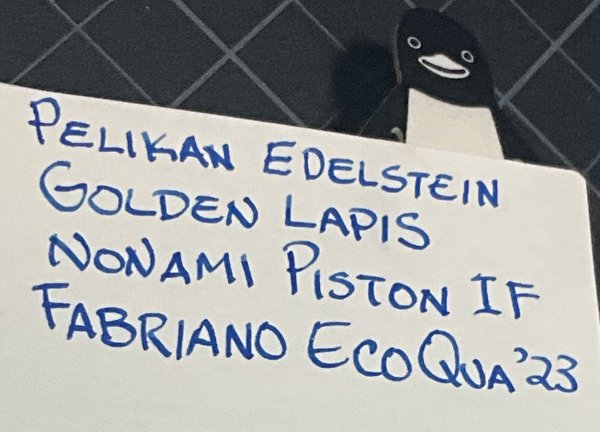 PELIKAN EDELSTEIN
GOLDEN LAPIS
NONAMI PISTON IF
FABRIANO ECOQUA '23